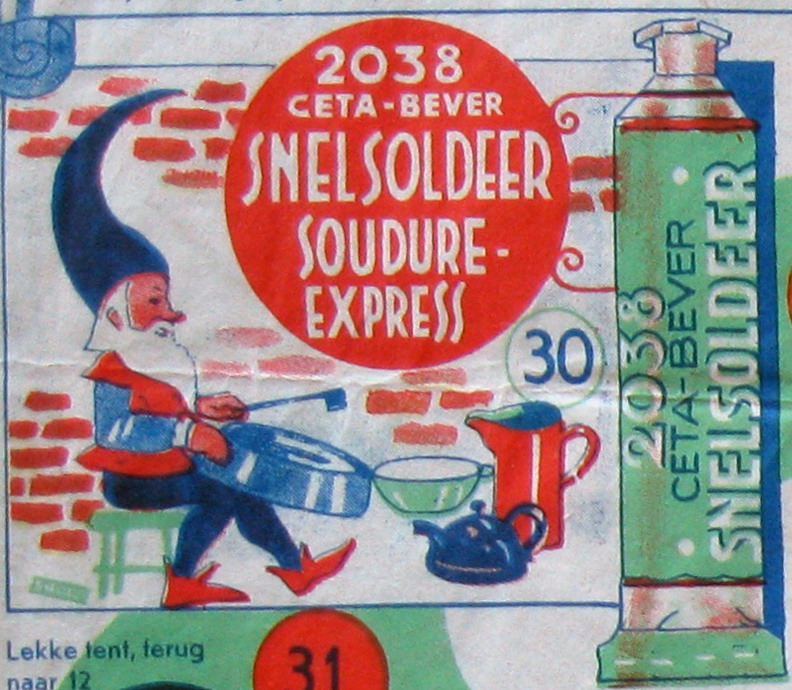 2038
CETA-BEVER
SNELSOLDEER
SOUDURE-
EXPRESS
30
2038
CETA-BEVER
SNELSOLDEER
Lekke tent, terug
naar 12
31